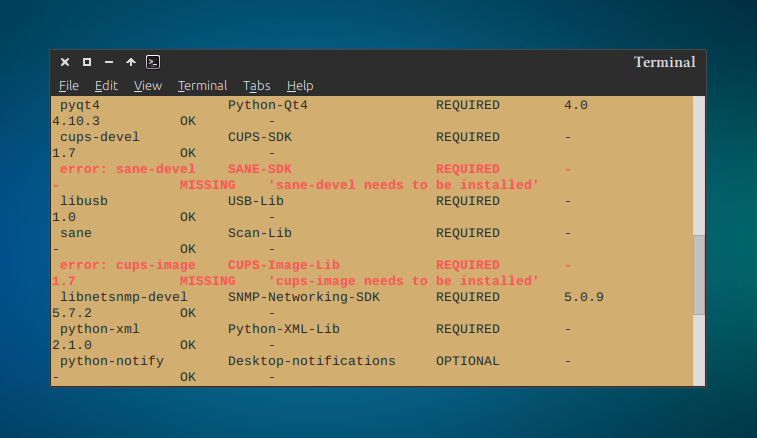 Terminal
File Edit View Terminal Tabs Help
pyqt4 Python-Qt4 REQUIRED 4.0
4.10.3 OK -
cups-devel CUPS-SDK REQUIRED -
1.7 OK -
error: sane-devel SANE-SDK REQUIRED -
- MISSING 'sane-devel needs to be installed'
libusb USB-Lib REQUIRED -
1.0 OK -
sane Scan-Lib REQUIRED -
- OK -
error: cups-image CUPS-Image-Lib REQUIRED -
1.7 MISSING 'cups-image needs to be installed'
libnetsnmp-devel SNMP-Networking-SDK REQUIRED 5.0.9
5.7.2 OK -
python-xml Python-XML-Lib REQUIRED -
2.1.0 OK -
python-notify Desktop-notifications OPTIONAL -
- OK -